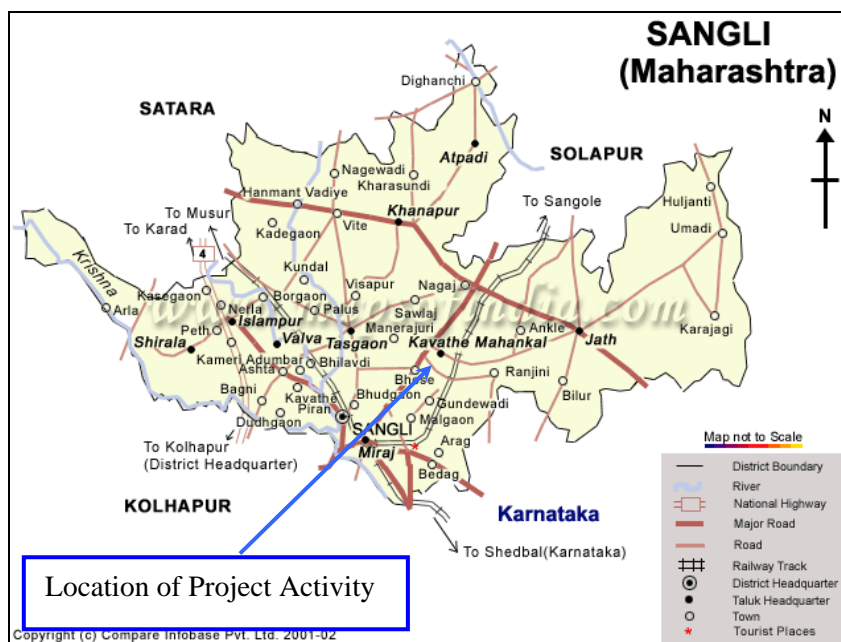 SANGLI
(Maharashtra)
N
SATARA
SOLAPUR
Dighanchi
Atpadi
Nagewadi
Kharasundi
Hanmant Vadiye
Khanapur
To Sangole
Huljanti
Umadi
To Musur
To Karad
4
Vite
Kadegaon
Krishna
Kundal
Visapur
Nagaj
www.mapsofindia.com
Kasegaon
Arla
Nerla
Borgaon
Palus
Sawlaj
Karajagi
Islampur
Peth
Manerajuri
Ankle
Shirala
Valva
Tasgaon
Kavathe Mahankal
Jath
Kameri
Adumbar
Bhilavdi
Ashta
Bhose
Ranjini
Bagni
Kavathe
Piran
Bhudgaon
Gundewadi
Bilur
Dudhgaon
Malgaon
SANGLI
Miraj
Arag
Bedag
To Kolhapur
(District Headquarter)
KOLHAPUR
Karnataka
To Shedbal(Karnataka)
Location of Project Activity
Map not to Scale
District Boundary
River
National Highway
Major Road
Road
Railway Track
District Headquarter
Taluk Headquarter
Town
Tourist Places
Copyright (c) Compare Infobase Pvt. Ltd. 2001-02